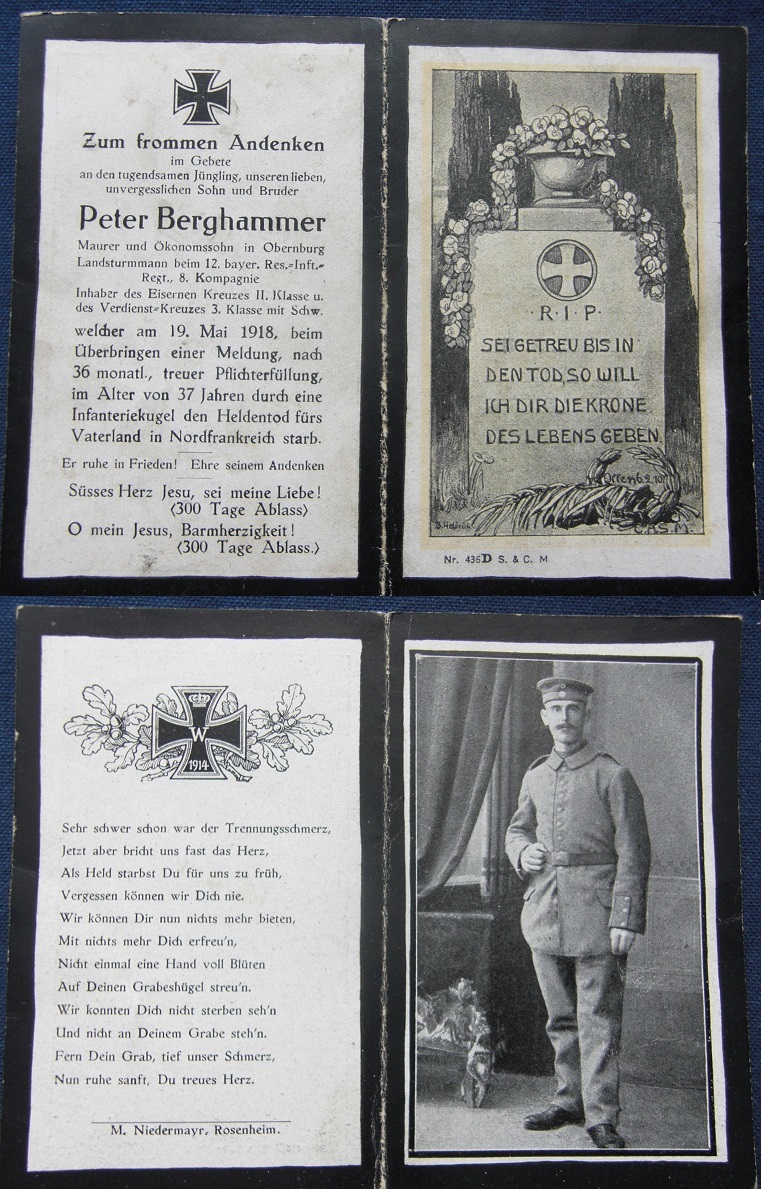 Zum frommen Andenken
im Gebete
an den tugendsamen Jüngling, unseren lieben,
unvergesslichen Sohn und Bruder
Peter Berghammer
Maurer und Ökonomssohn in Obernburg
Landsturmmann beim 12. bayer. Res.=Inft.=
Regt., 8. Kompagnie
Inhaber des Eisernen Kreuzes II. Klasse u.
des Verdienst=Kreuzes 3. Klasse mit Schw.
welcher am 19. Mai 1918, beim
Überbringen einer Meldung, nach
36 monatl., treuer Pflichterfüllung,
im Alter von 37 Jahren durch eine
Infanteriekugel den Heldentod fürs
Vaterland in Nordfrankreich starb.
Er ruhe in Frieden! Ehre seinem Andenken
Süsses Herz Jesu, sei meine Liebe!
(300 Tage Ablass)
O mein Jesus, Barmherzigkeit!
(300 Tage Ablass.)
·R·I·P·
SEI GETREU BIS IN
DEN TOD, SO WILL
ICH DIR DIE KRONE
DES LEBENS GEBEN.
Offenb. 2. 10
Nr. 436 D S. & C. M
W
1914
Sehr schwer schon war der Trennungsschmerz,
Jetzt aber bricht uns fast das Herz,
Als Held starbst Du für uns zu früh,
Vergessen können wir Dich nie.
Wir können Dir nun nichts mehr bieten,
Mit nichts mehr Dich erfreu'n,
Nicht einmal eine Hand voll Blüten
Auf Deinen Grabeshügel streu'n.
Wir konnten Dich nicht sterben seh'n
Und nicht an Deinem Grabe steh'n.
Fern Dein Grab, tief unser Schmerz,
Nun ruhe sanft, Du treues Herz.
M. Niedermayr, Rosenheim.